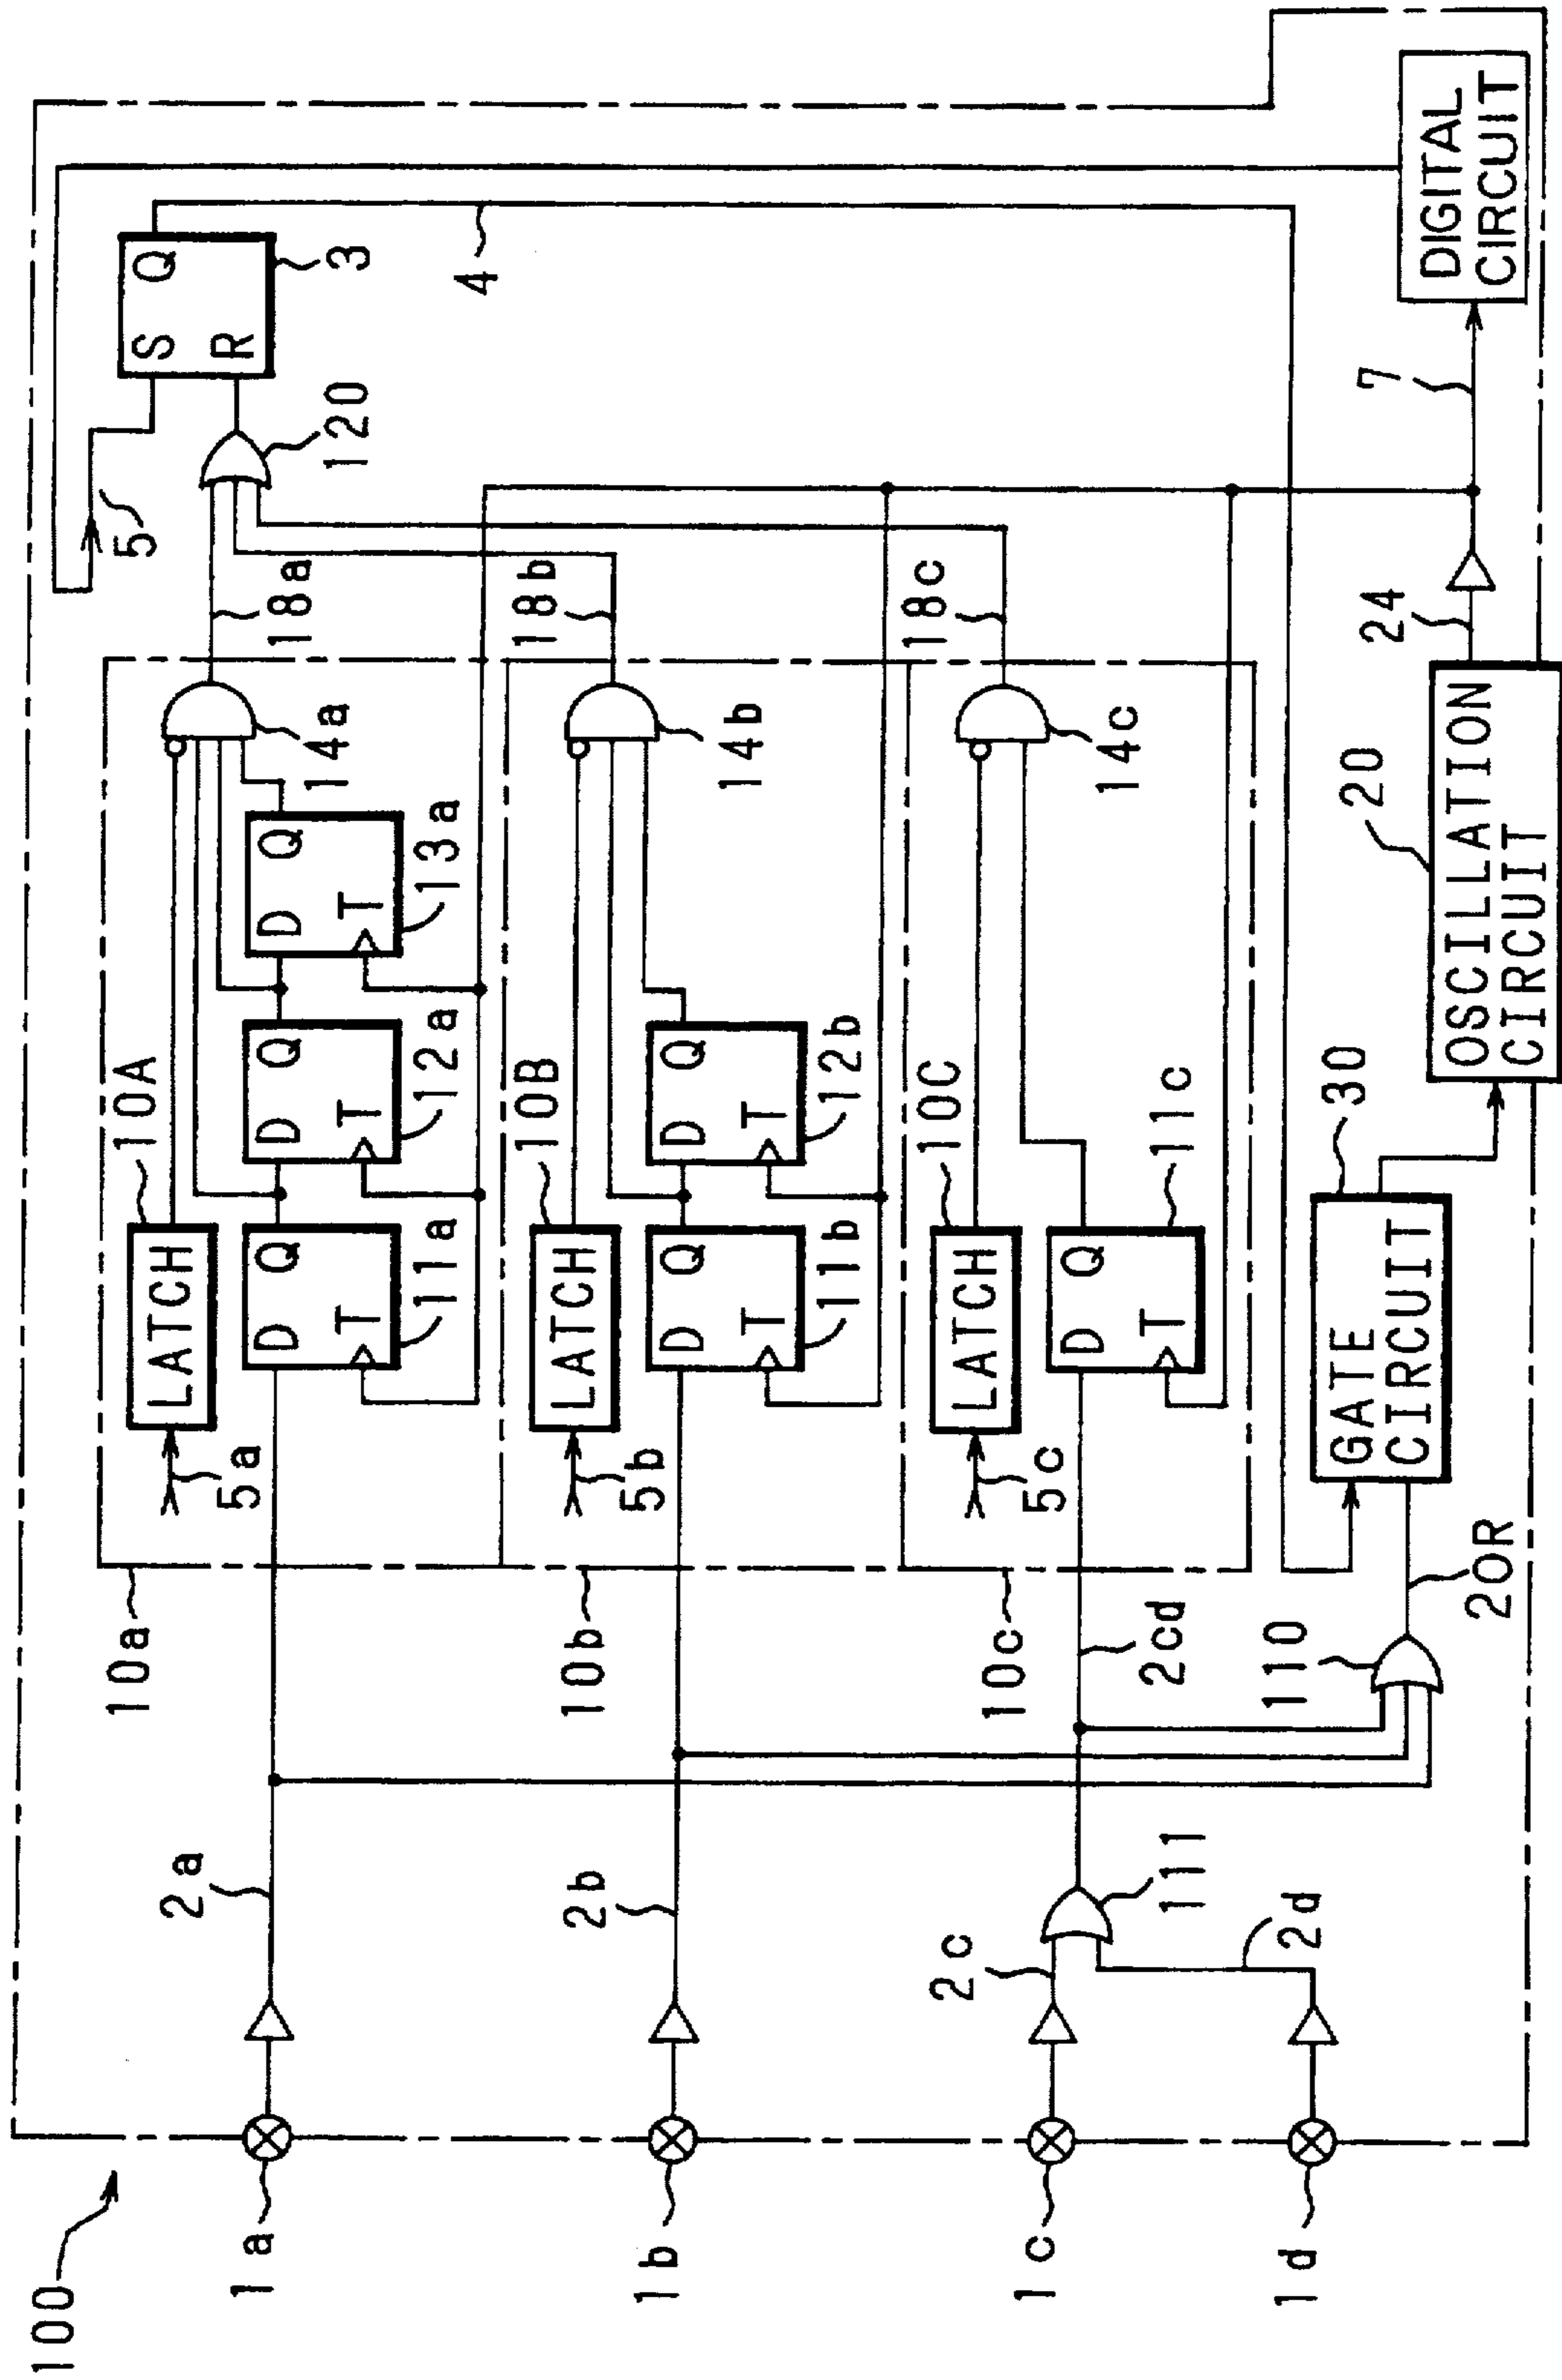 100
1a
1b
1c
1d
2a
2b
2c
2d
111
10a
10b
10c
2cd
110
2OR
5a
5b
5c
LATCH
10A
D Q
T
11a
D Q
T
12a
D Q
T
13a
14a
18a
LATCH
10B
D Q
T
11b
D Q
T
12b
14b
18b
LATCH
10C
D Q
T
11c
14c
18c
GATE
CIRCUIT
30
OSCILLATION
CIRCUIT
20
24
7
DIGITAL
CIRCUIT
5
120
S Q
R
3
4